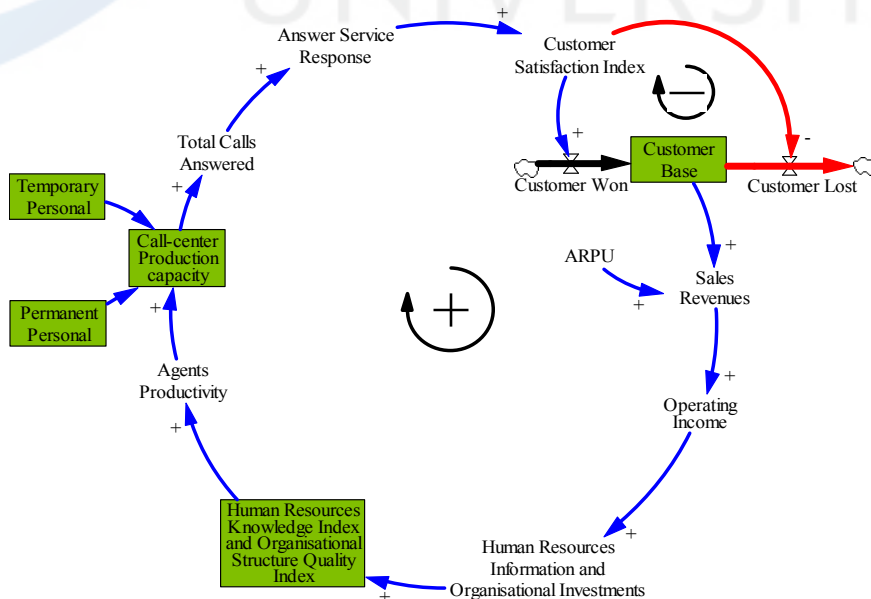 UNIVERSI
Answer Service
Response
+
Customer
Satisfaction Index
+
Total Calls
Answered
+
-
Customer
Base
Customer Won
Customer Lost
Temporary
Personal
+
Call-center
Production
capacity
+
ARPU
+
Sales
Revenues
+
Permanent
Personal
+
+
Agents
Productivity
+
Operating
Income
+
Human Resources
Knowledge Index
and Organisational
Structure Quality
Index
+
Human Resources
Information and
Organisational Investments
+